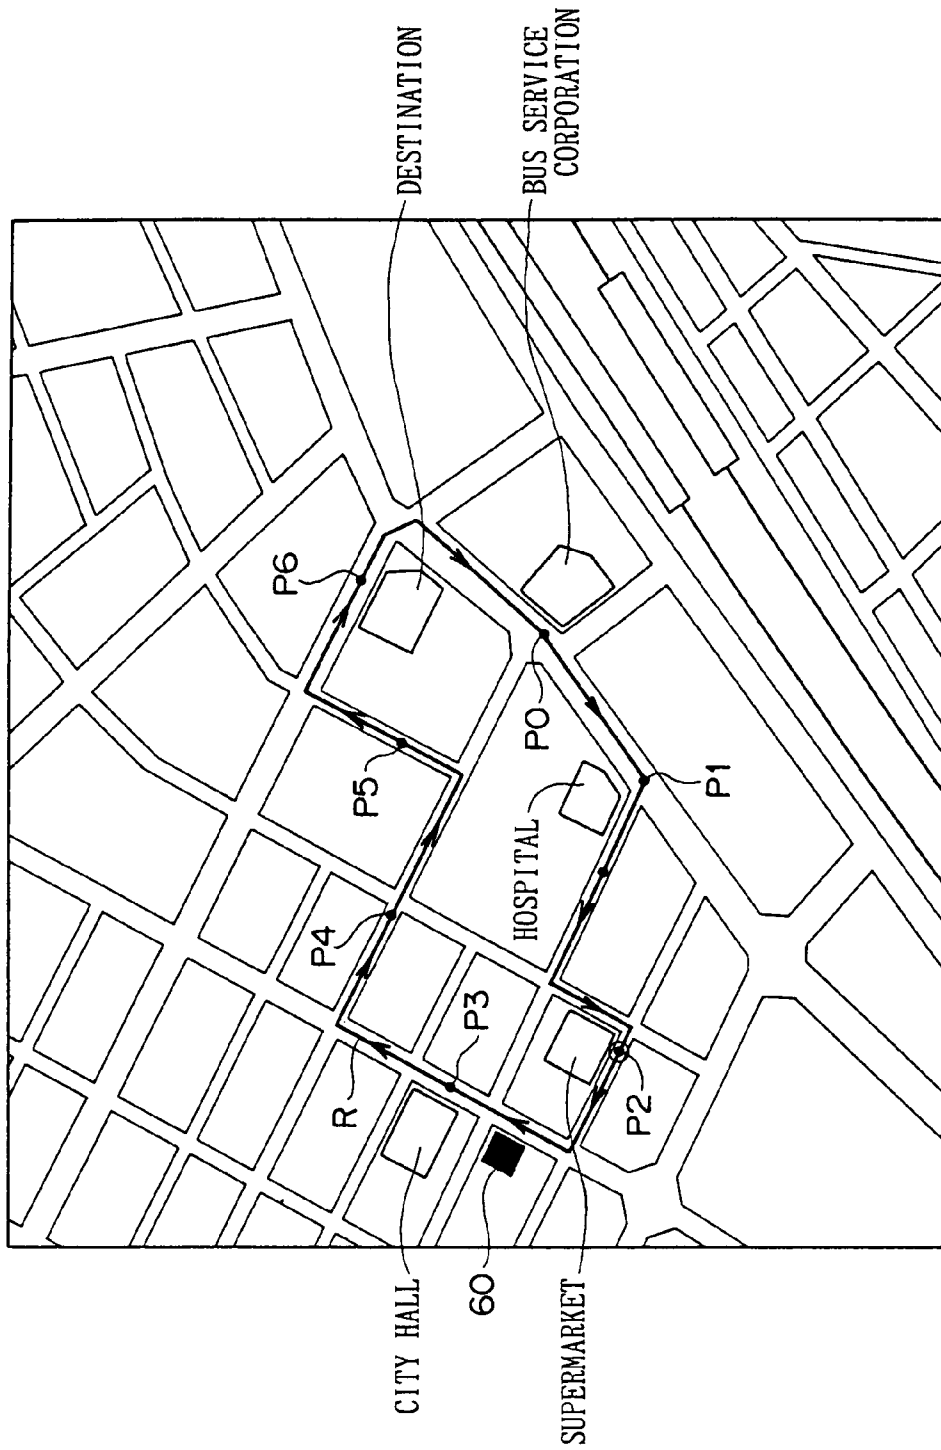 CITY HALL
60
SUPERMARKET
R
P3
P2
P4
HOSPITAL
P5
P0
P1
P6
DESTINATION
BUS SERVICE
CORPORATION